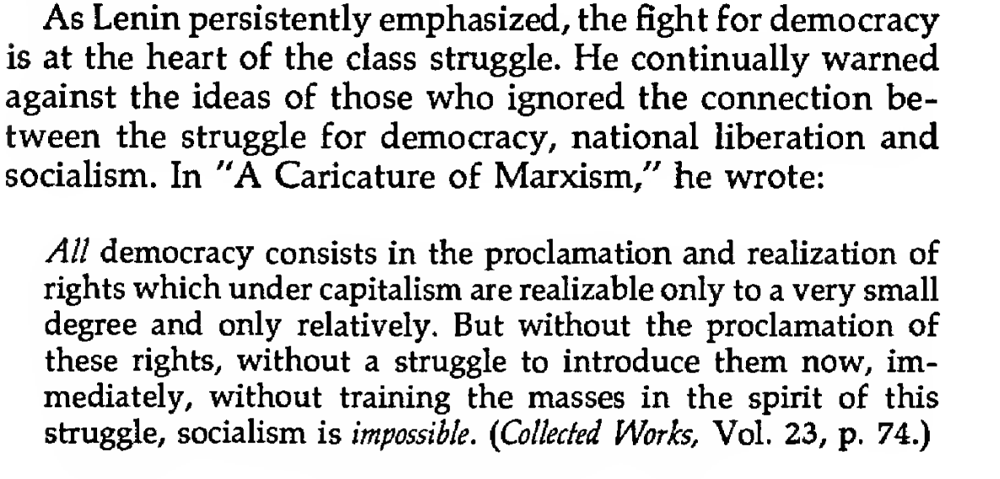 As Lenin persistently emphasized, the fight for democracy
is at the heart of the class struggle. He continually warned
against the ideas of those who ignored the connection be-
tween the struggle for democracy, national liberation and
socialism. In "A Caricature of Marxism," he wrote:
All democracy consists in the proclamation and realization of
rights which under capitalism are realizable only to a very small
degree and only relatively. But without the proclamation of
these rights, without a struggle to introduce them now, im-
mediately, without training the masses in the spirit of this
struggle, socialism is impossible. (Collected Works, Vol. 23, p. 74.)